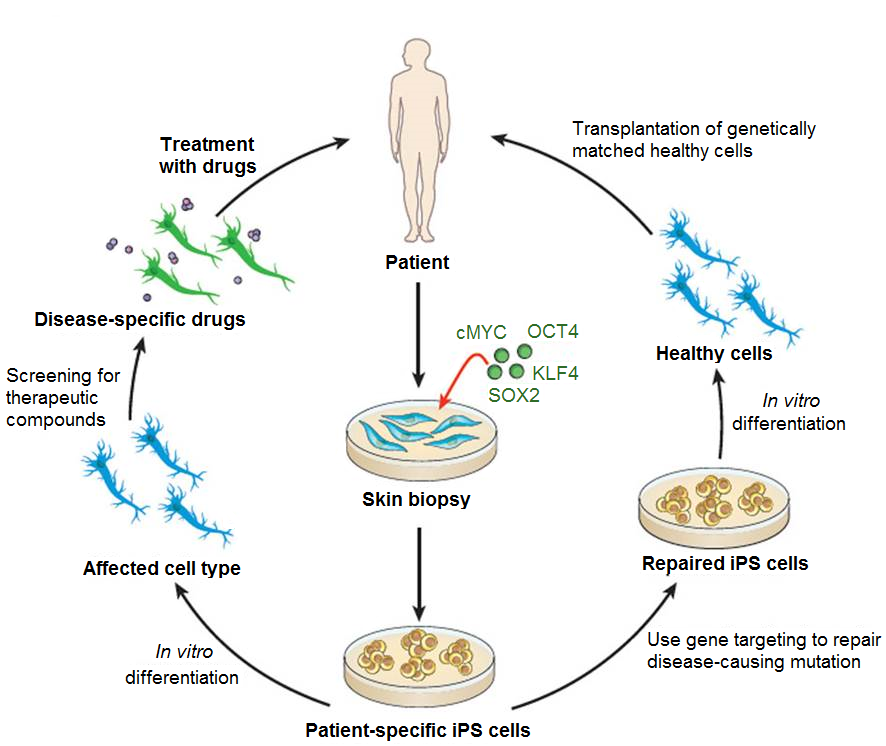 Patient
Treatment
with drugs
Transplantation of genetically
matched healthy cells
Disease-specific drugs
Healthy cells
cMYC
OCT4
KLF4
SOX2
Screening for
therapeutic
compounds
In vitro
differentiation
Skin biopsy
Affected cell type
Repaired iPS cells
In vitro
differentiation
Use gene targeting to repair
disease-causing mutation
Patient-specific iPS cells